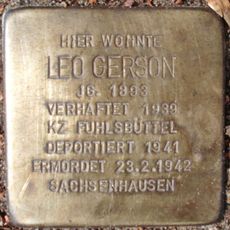 HIER WOHNTE
LEO GERSON
JG. 1893
VERHAFTET 1939
KZ FUHLSBÜTTEL
DEPORTIERT 1941
ERMORDET 23.2.1942
SACHSENHAUSEN